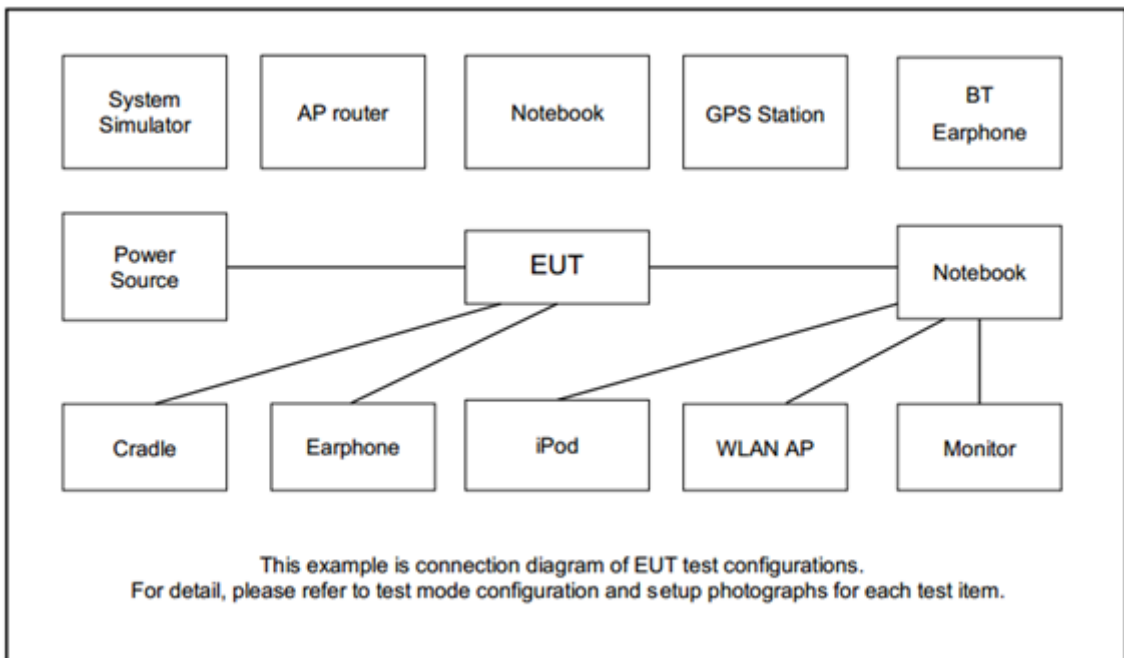 System
Simulator
AP router
Notebook
GPS Station
BT
Earphone
Power
Source
EUT
Notebook
Cradle
Earphone
iPod
WLAN AP
Monitor
This example is connection diagram of EUT test configurations.
For detail, please refer to test mode configuration and setup photographs for each test item.